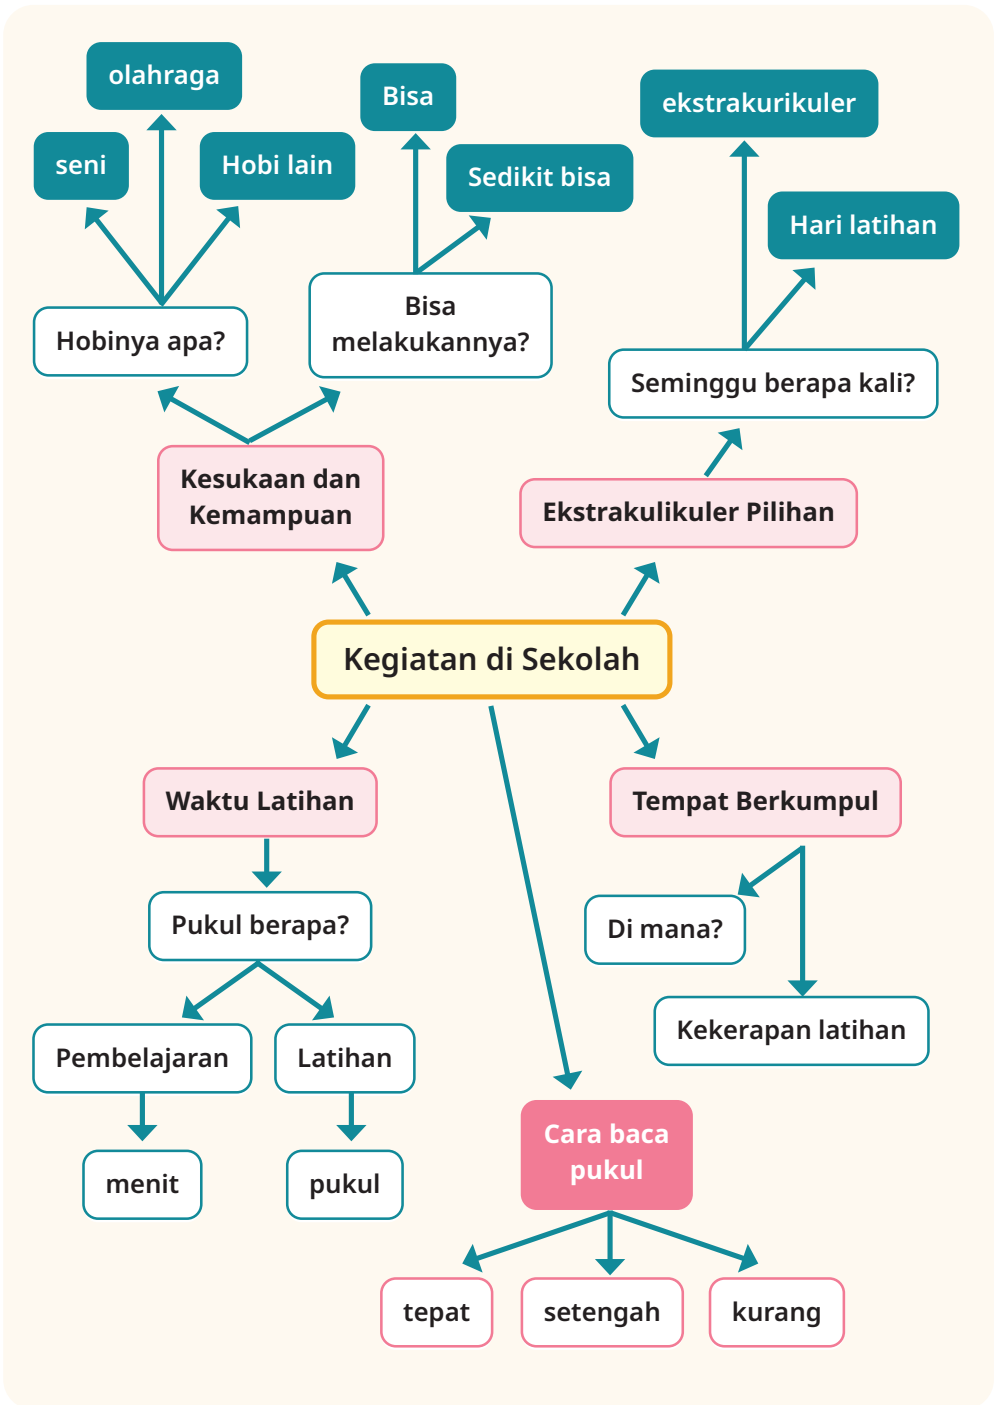 olahraga
Bisa
ekstrakurikuler
seni
Hobi lain
Sedikit bisa
Hari latihan
Hobinya apa?
Bisa
melakukannya?
Seminggu berapa kali?
Kesukaan dan
Kemampuan
Ekstrakulikuler Pilihan
Kegiatan di Sekolah
Waktu Latihan
Tempat Berkumpul
Pukul berapa?
Di mana?
Pembelajaran
Latihan
Kekerapan latihan
Cara baca
pukul
menit
pukul
tepat
setengah
kurang